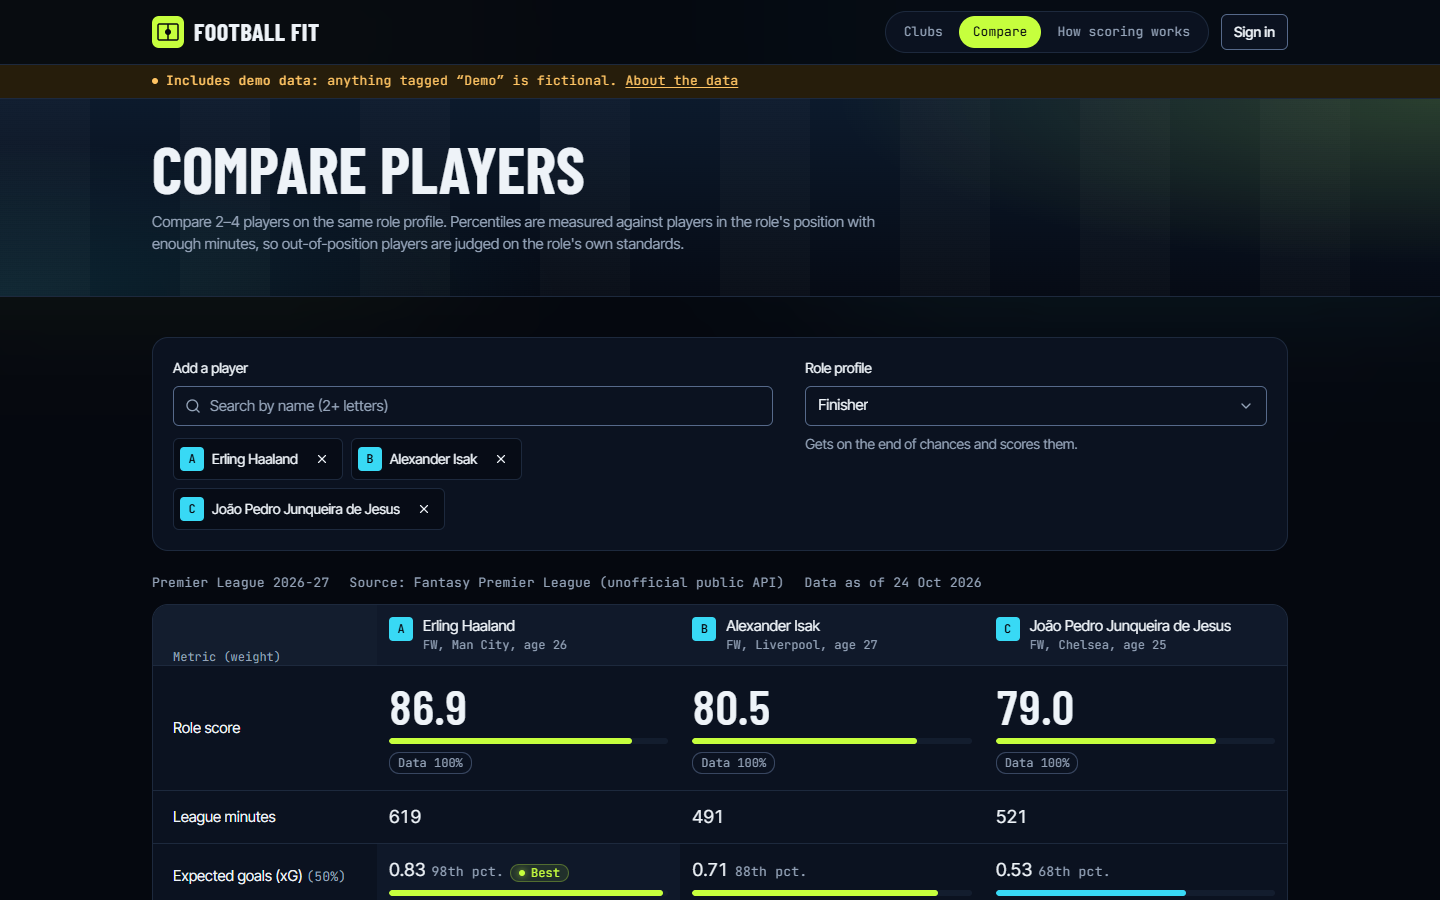 FOOTBALL FIT
Clubs
Compare
How scoring works
Sign in
Includes demo data: anything tagged “Demo” is fictional. About the data
COMPARE PLAYERS
Compare 2–4 players on the same role profile. Percentiles are measured against players in the role's position with
enough minutes, so out-of-position players are judged on the role's own standards.
Add a player
Search by name (2+ letters)
A Erling Haaland ×
B Alexander Isak ×
C João Pedro Junqueira de Jesus ×
Role profile
Finisher
Gets on the end of chances and scores them.
Premier League 2026-27 Source: Fantasy Premier League (unofficial public API) Data as of 24 Oct 2026
Metric (weight)
A Erling Haaland
FW, Man City, age 26
B Alexander Isak
FW, Liverpool, age 27
C João Pedro Junqueira de Jesus
FW, Chelsea, age 25
Role score
86.9
Data 100%
80.5
Data 100%
79.0
Data 100%
League minutes 619 491 521
Expected goals (xG) (50%) 0.83 98th pct. Best 0.71 88th pct. 0.53 68th pct.